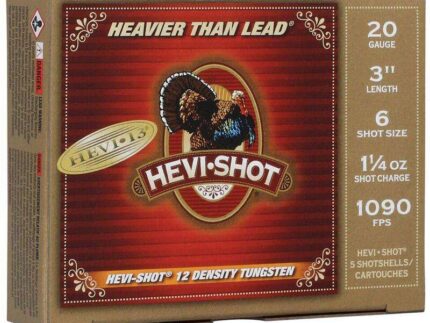 HEAVIER THAN LEAD®
HEVI-13®
HEVI•SHOT®
HEVI-SHOT® 12 DENSITY TUNGSTEN
20
GAUGE
3"
LENGTH
6
SHOT SIZE
1¼ oz
SHOT CHARGE
1090
FPS
HEVI•SHOT®
5 SHOTSHELLS/
CARTOUCHES
DANGER